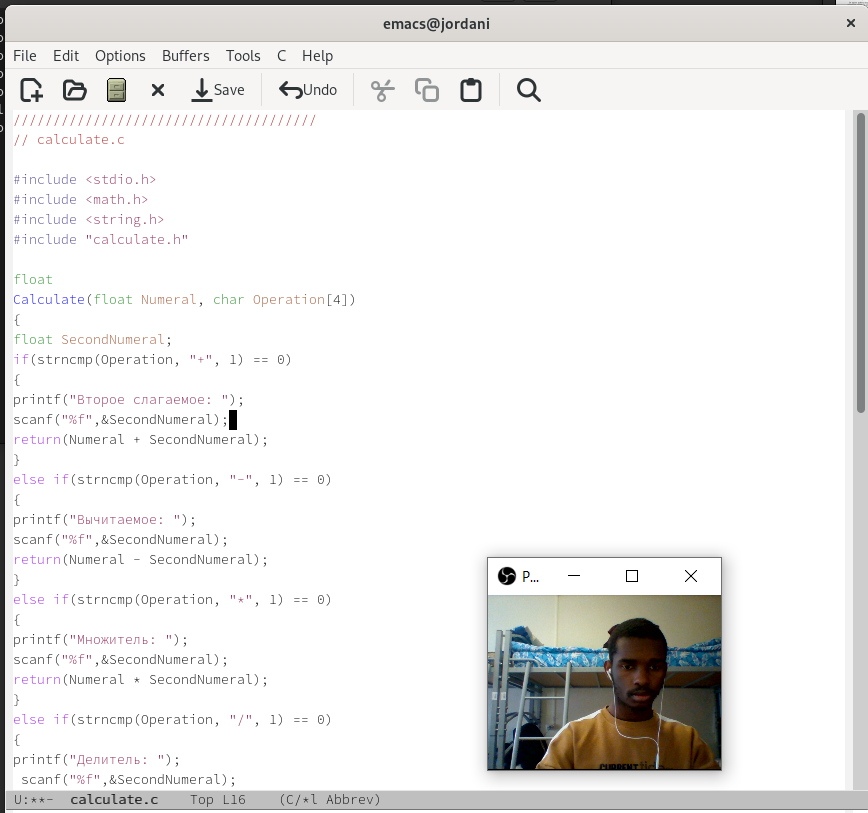 emacs@jordani
File Edit Options Buffers Tools C Help
Save Undo
//////////////////////////////////////
// calculate.c
#include <stdio.h>
#include <math.h>
#include <string.h>
#include "calculate.h"
float
Calculate(float Numeral, char Operation[4])
{
float SecondNumeral;
if(strncmp(Operation, "+", 1) == 0)
{
printf("Второе слагаемое: ");
scanf("%f",&SecondNumeral);
return(Numeral + SecondNumeral);
}
else if(strncmp(Operation, "-", 1) == 0)
{
printf("Вычитаемое: ");
scanf("%f",&SecondNumeral);
return(Numeral - SecondNumeral);
}
else if(strncmp(Operation, "*", 1) == 0)
{
printf("Множитель: ");
scanf("%f",&SecondNumeral);
return(Numeral * SecondNumeral);
}
else if(strncmp(Operation, "/", 1) == 0)
{
printf("Делитель: ");
scanf("%f",&SecondNumeral);
P...
CURRENT
U:**- calculate.c Top L16 (C/*l Abbrev)